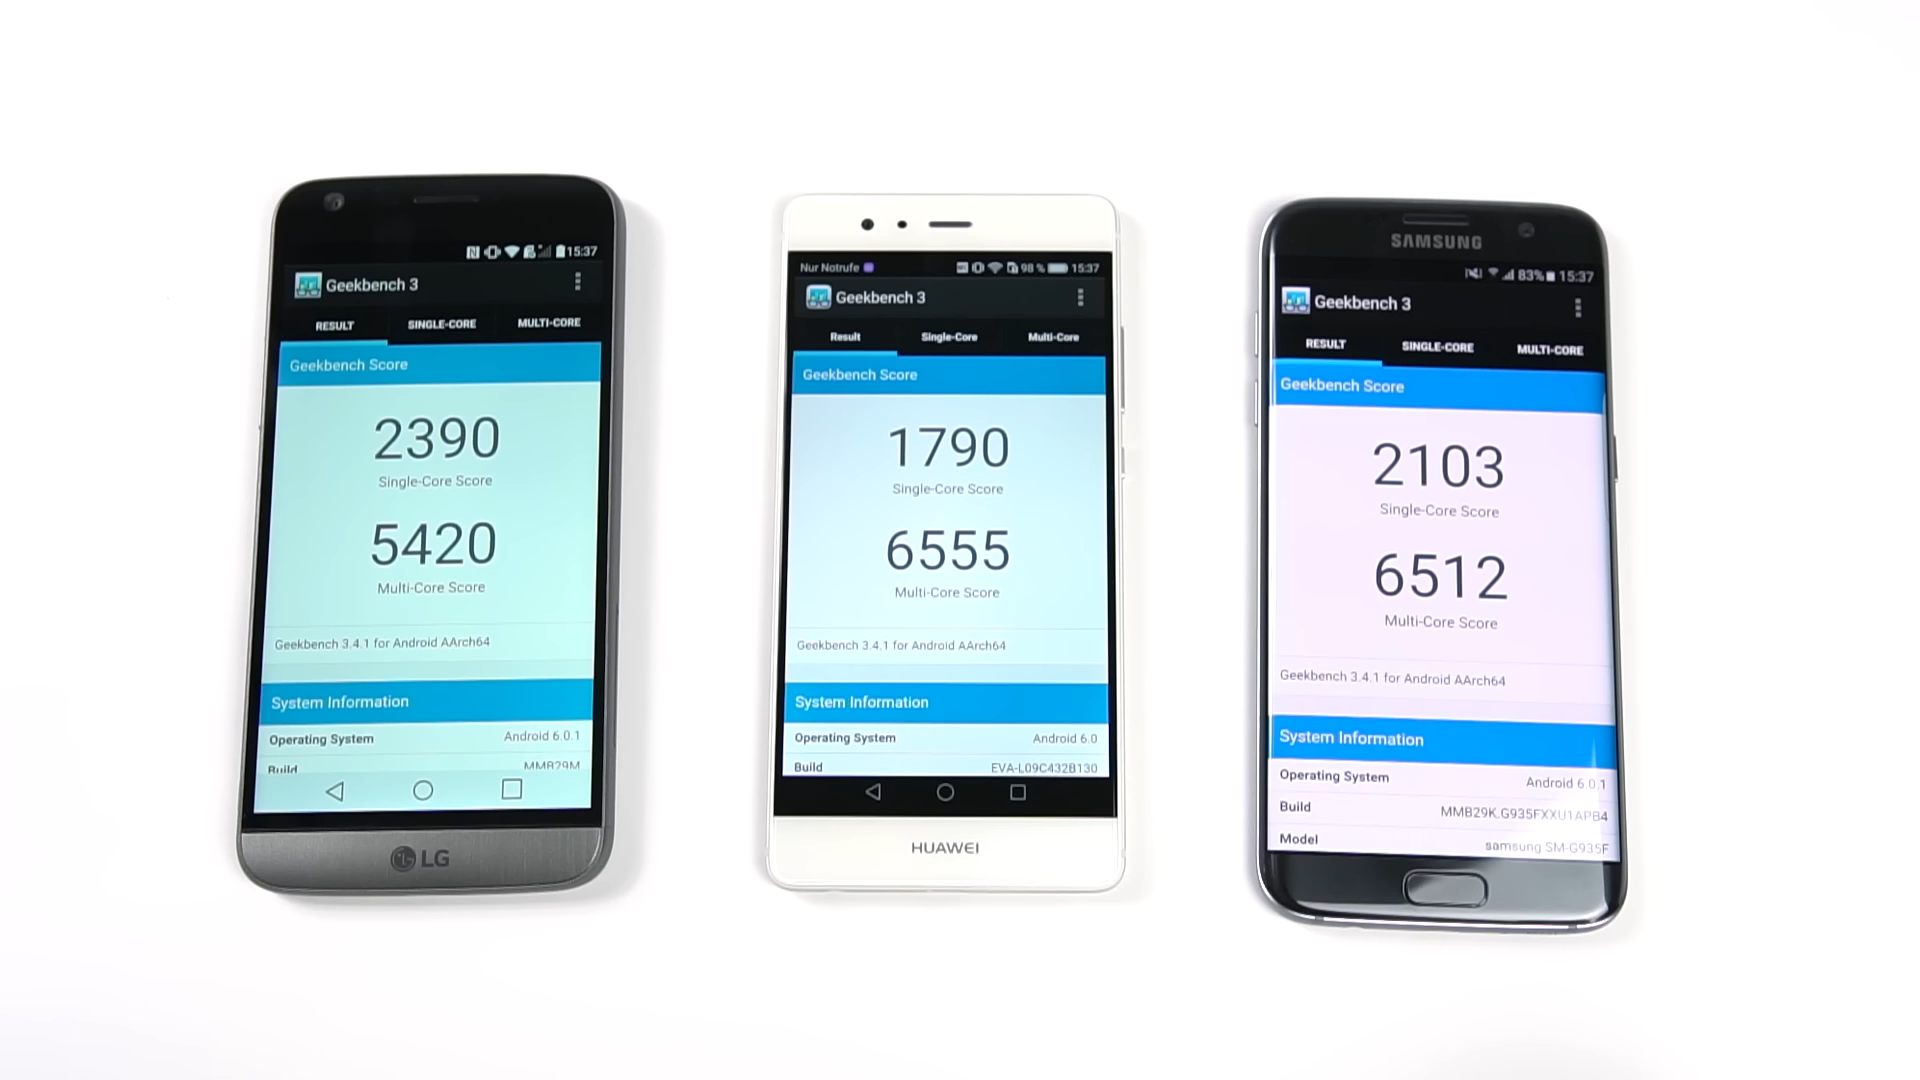 15:37
Geekbench 3
RESULT SINGLE-CORE MULTI-CORE
Geekbench Score
2390
Single-Core Score
5420
Multi-Core Score
Geekbench 3.4.1 for Android AArch64
System Information
Operating System Android 6.0.1
Build MMB29M
LG
Nur Notrufe 98 % 15:37
Geekbench 3
Result Single-Core Multi-Core
Geekbench Score
1790
Single-Core Score
6555
Multi-Core Score
Geekbench 3.4.1 for Android AArch64
System Information
Operating System Android 6.0
Build EVA-L09C432B130
HUAWEI
SAMSUNG
83% 15:37
Geekbench 3
RESULT SINGLE-CORE MULTI-CORE
Geekbench Score
2103
Single-Core Score
6512
Multi-Core Score
Geekbench 3.4.1 for Android AArch64
System Information
Operating System Android 6.0.1
Build MMB29K.G935FXXU1APB4
Model samsung SM-G935F